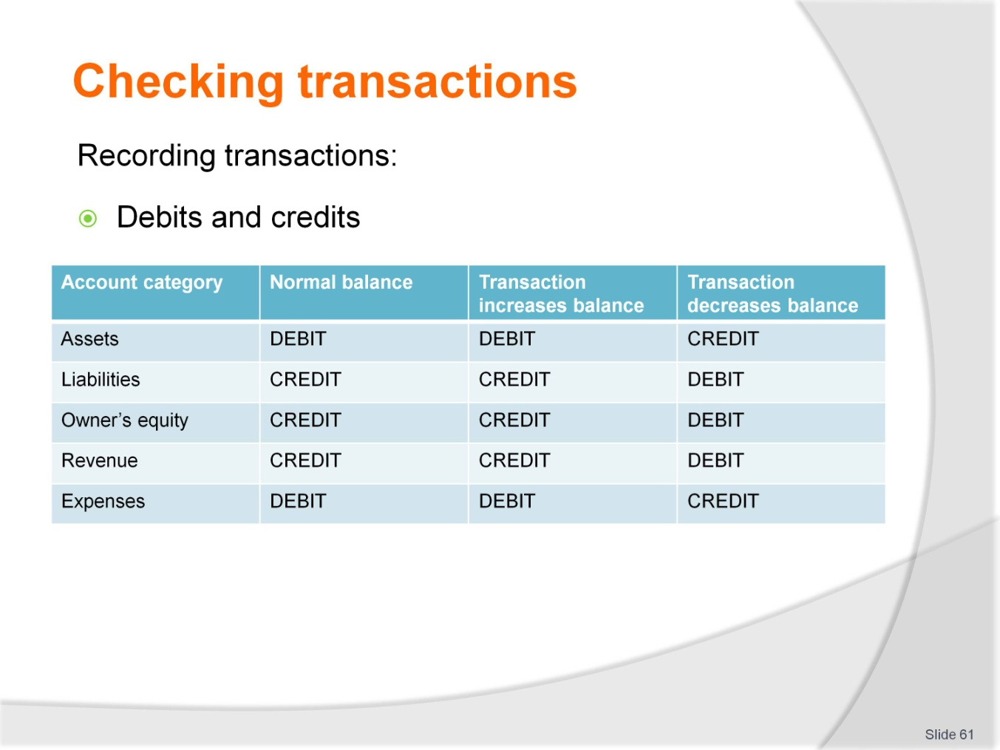 Checking transactions
Recording transactions:
Debits and credits
Account category Normal balance Transaction increases balance Transaction decreases balance
Assets DEBIT DEBIT CREDIT
Liabilities CREDIT CREDIT DEBIT
Owner’s equity CREDIT CREDIT DEBIT
Revenue CREDIT CREDIT DEBIT
Expenses DEBIT DEBIT CREDIT
Slide 61